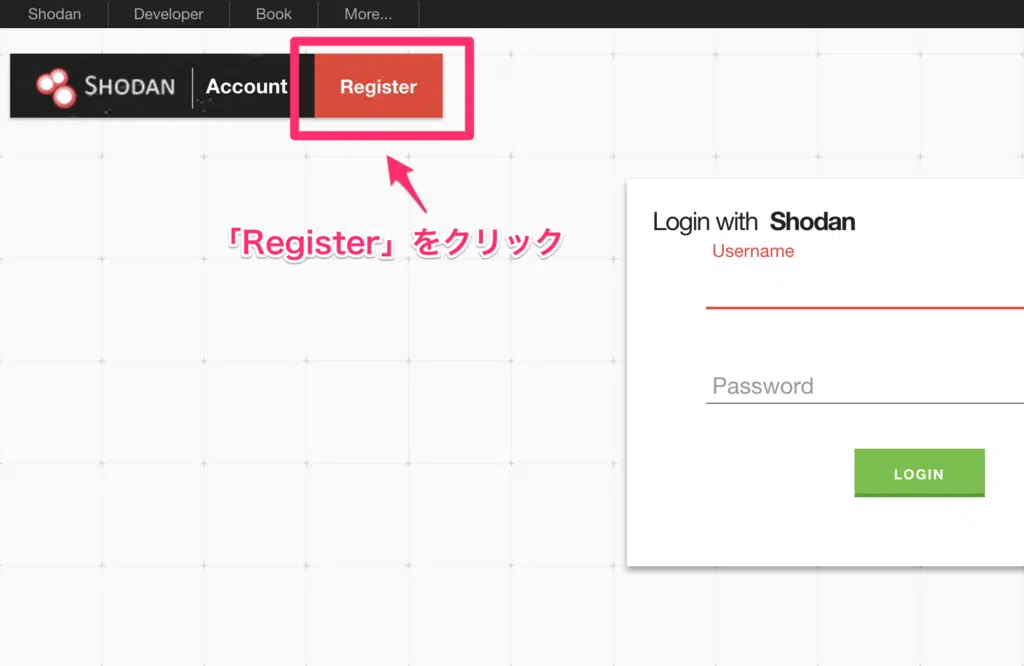 Shodan Developer Book More...
SHODAN Account Register
「Register」をクリック
Login with Shodan
Username
Password
LOGIN